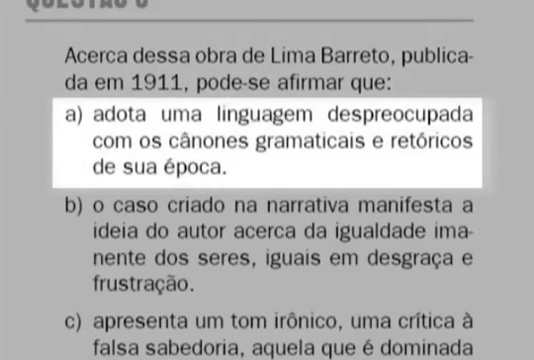 Acerca dessa obra de Lima Barreto, publica-
da em 1911, pode-se afirmar que:
a) adota uma linguagem despreocupada
com os cânones gramaticais e retóricos
de sua época.
b) o caso criado na narrativa manifesta a
ideia do autor acerca da igualdade ima-
nente dos seres, iguais em desgraça e
frustração.
c) apresenta um tom irônico, uma crítica à
falsa sabedoria, aquela que é dominada